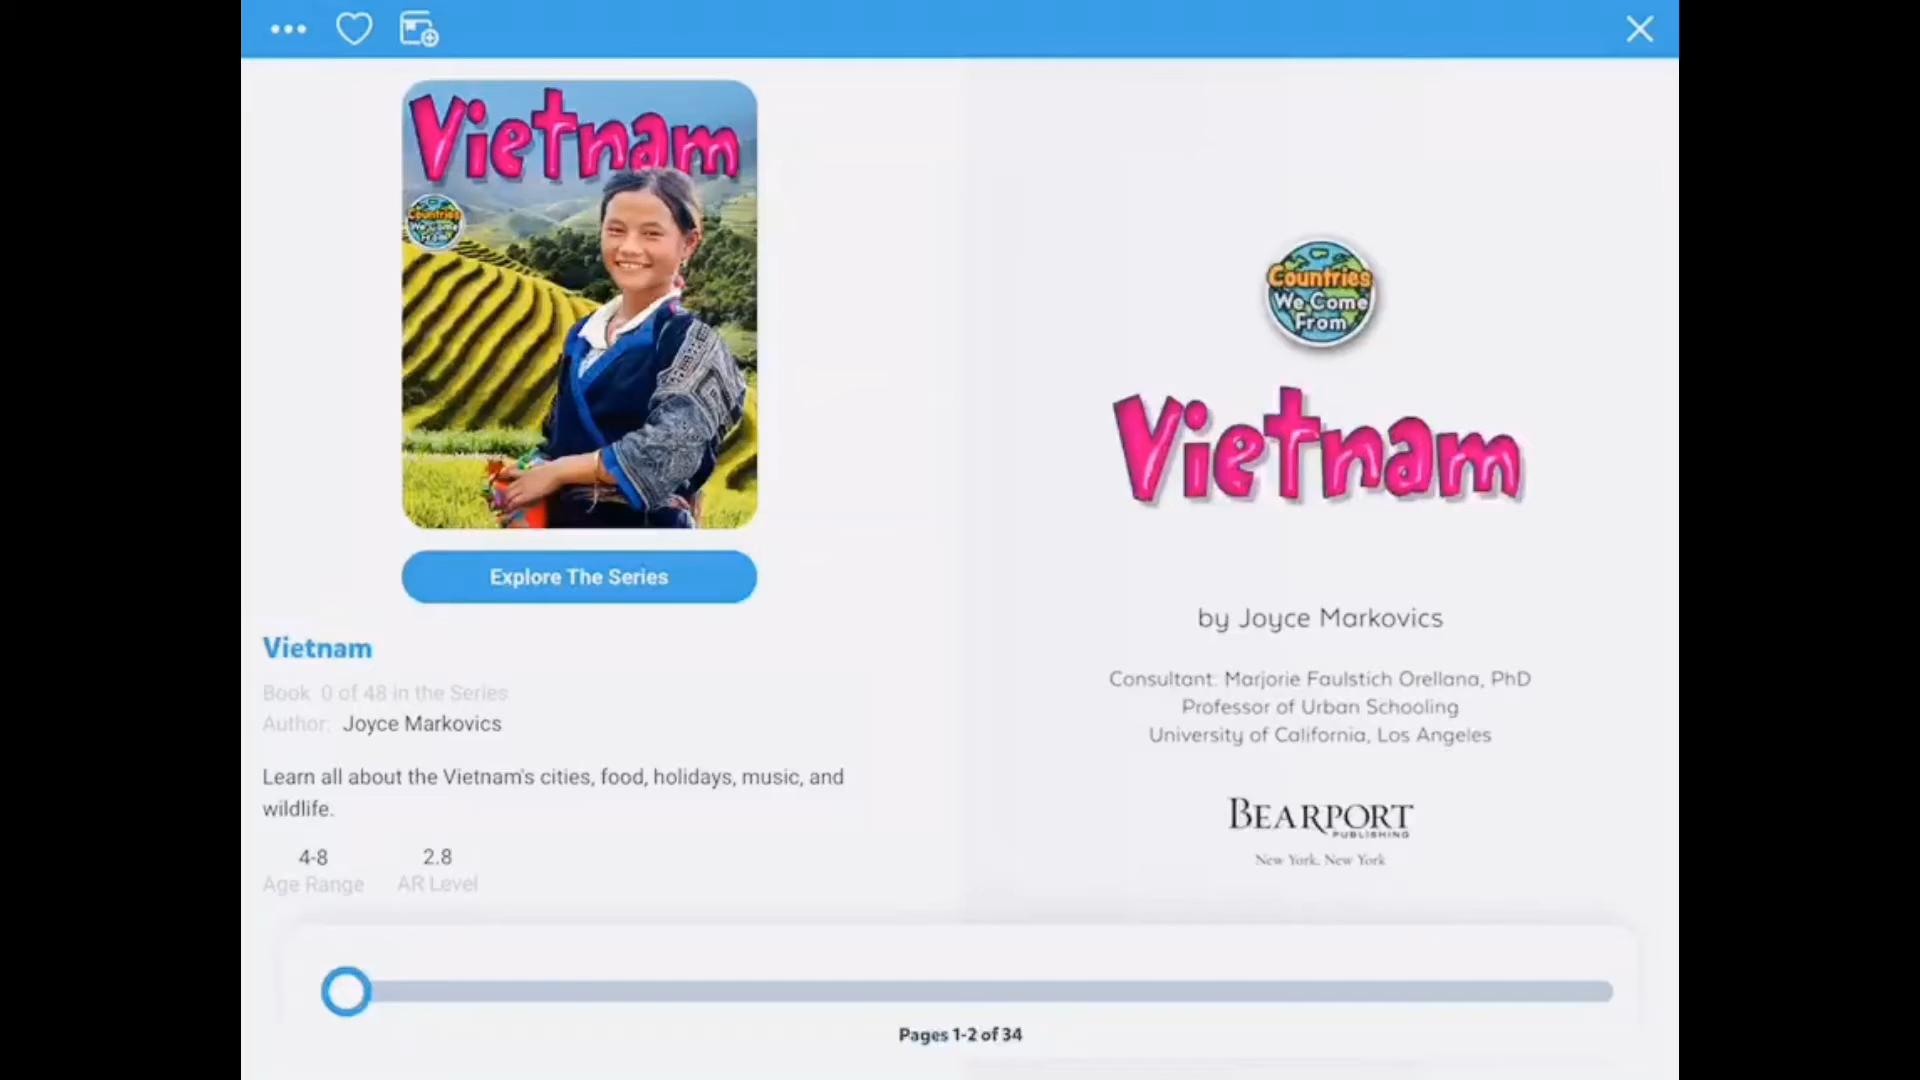 Vietnam
Countries
We Come
From
Explore The Series
Vietnam
Book 0 of 48 in the Series
Author: Joyce Markovics
Learn all about the Vietnam's cities, food, holidays, music, and
wildlife.
4-8
Age Range
2.8
AR Level
Countries
We Come
From
Vietnam
by Joyce Markovics
Consultant: Marjorie Faulstich Orellana, PhD
Professor of Urban Schooling
University of California, Los Angeles
BEARPORT
PUBLISHING
New York, New York
Pages 1-2 of 34